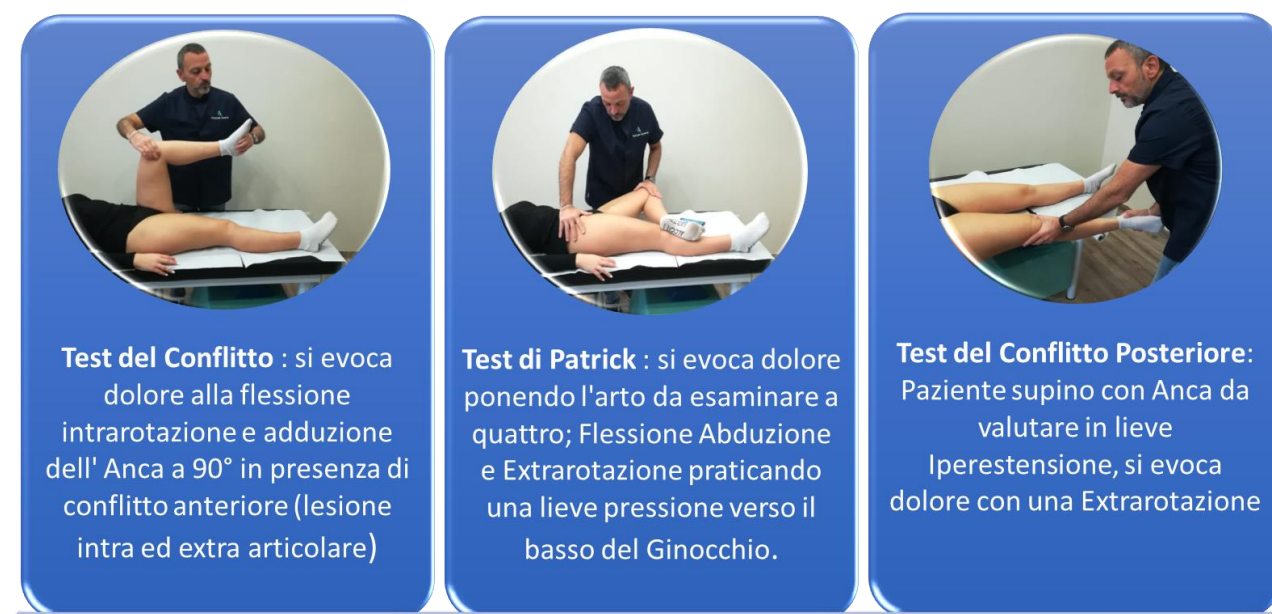 Test del Conflitto : si evoca
dolore alla flessione
intrarotazione e adduzione
dell' Anca a 90° in presenza di
conflitto anteriore (lesione
intra ed extra articolare)
Test di Patrick : si evoca dolore
ponendo l'arto da esaminare a
quattro; Flessione Abduzione
e Extrarotazione praticando
una lieve pressione verso il
basso del Ginocchio.
Test del Conflitto Posteriore:
Paziente supino con Anca da
valutare in lieve
Iperestensione, si evoca
dolore con una Extrarotazione